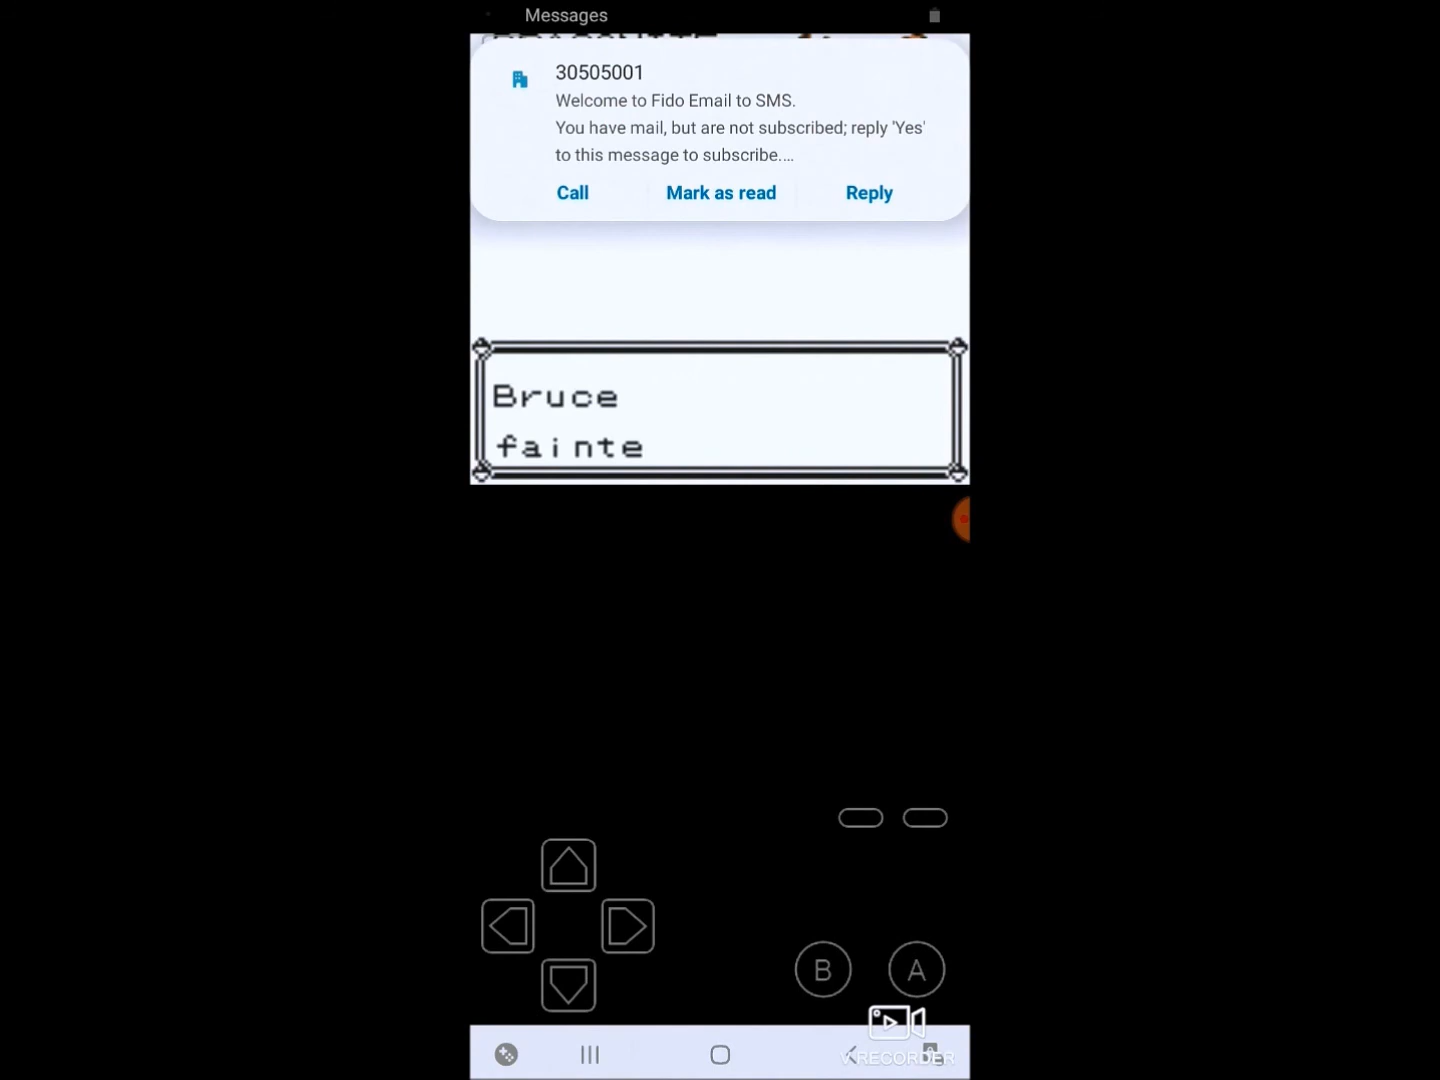 Messages
30505001
Welcome to Fido Email to SMS.
You have mail, but are not subscribed; reply 'Yes'
to this message to subscribe....
Call Mark as read Reply
Bruce
fainte
B A
V RECORDER